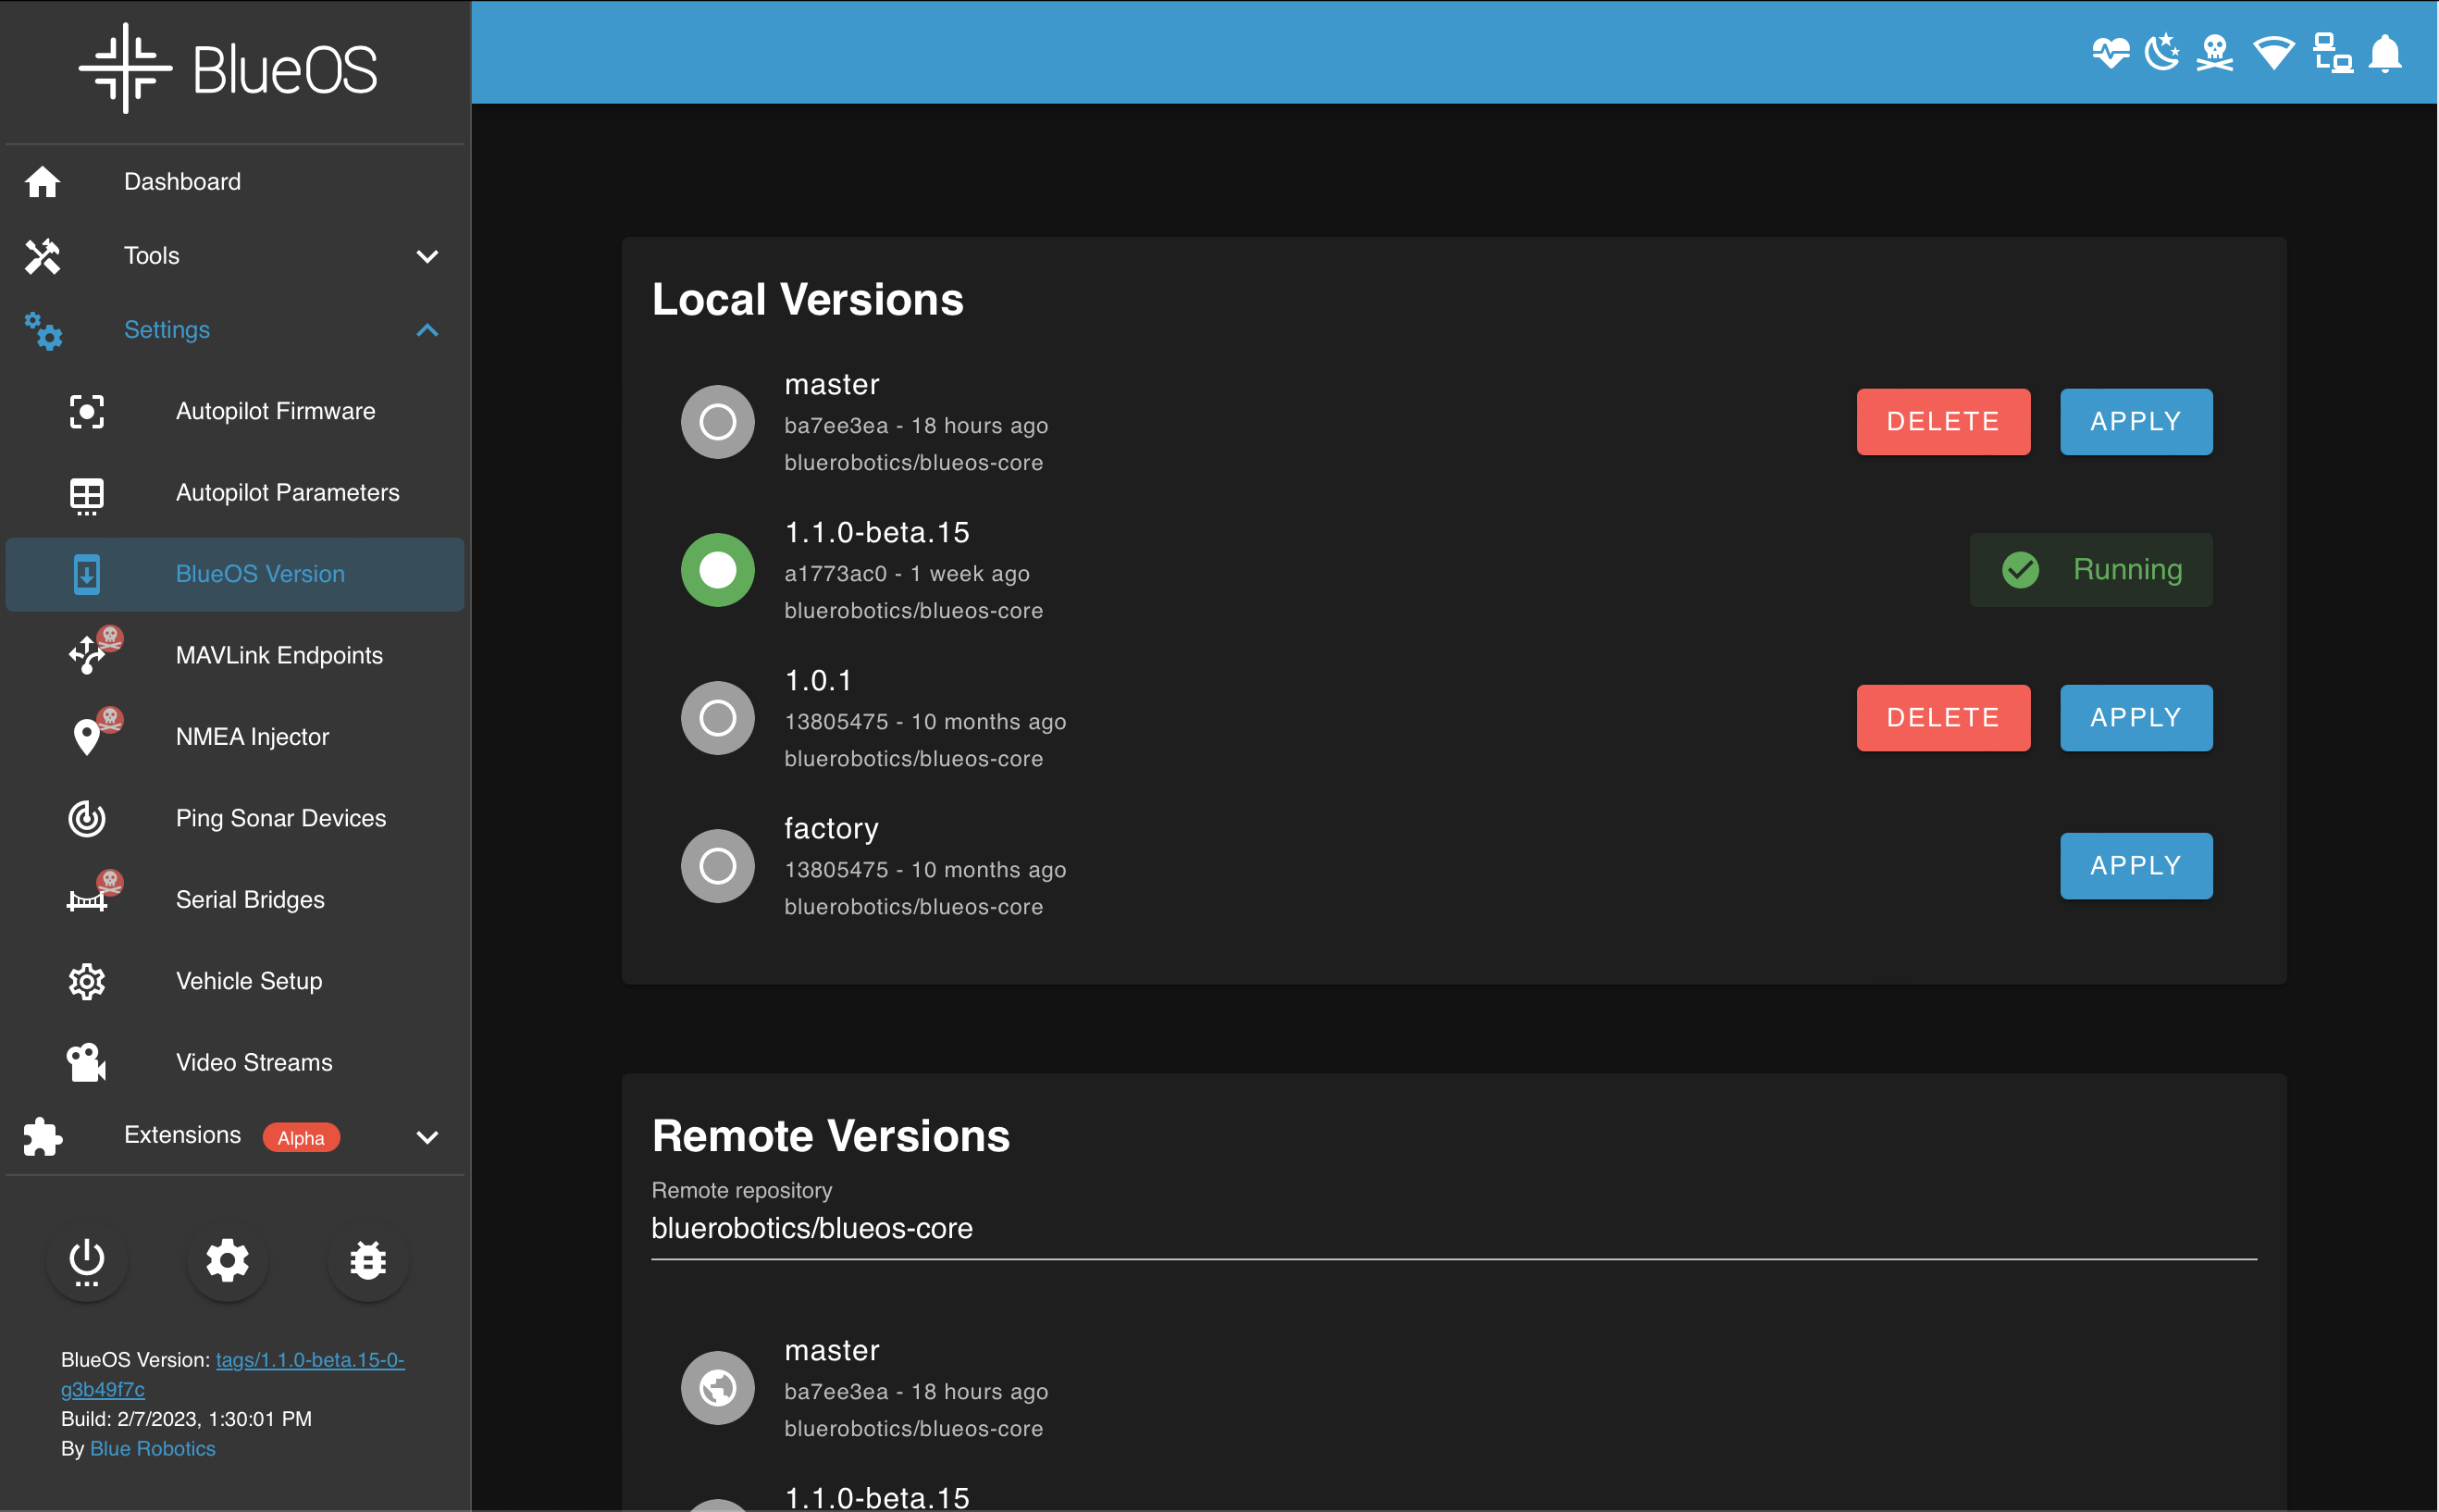 BlueOS
Dashboard
Tools
Settings
Autopilot Firmware
Autopilot Parameters
BlueOS Version
MAVLink Endpoints
NMEA Injector
Ping Sonar Devices
Serial Bridges
Vehicle Setup
Video Streams
Extensions Alpha
BlueOS Version: tags/1.1.0-beta.15-0-
g3b49f7c
Build: 2/7/2023, 1:30:01 PM
By Blue Robotics
Local Versions
master
ba7ee3ea - 18 hours ago
bluerobotics/blueos-core
DELETE APPLY
1.1.0-beta.15
a1773ac0 - 1 week ago
bluerobotics/blueos-core
Running
1.0.1
13805475 - 10 months ago
bluerobotics/blueos-core
DELETE APPLY
factory
13805475 - 10 months ago
bluerobotics/blueos-core
APPLY
Remote Versions
Remote repository
bluerobotics/blueos-core
master
ba7ee3ea - 18 hours ago
bluerobotics/blueos-core
1.1.0-beta.15